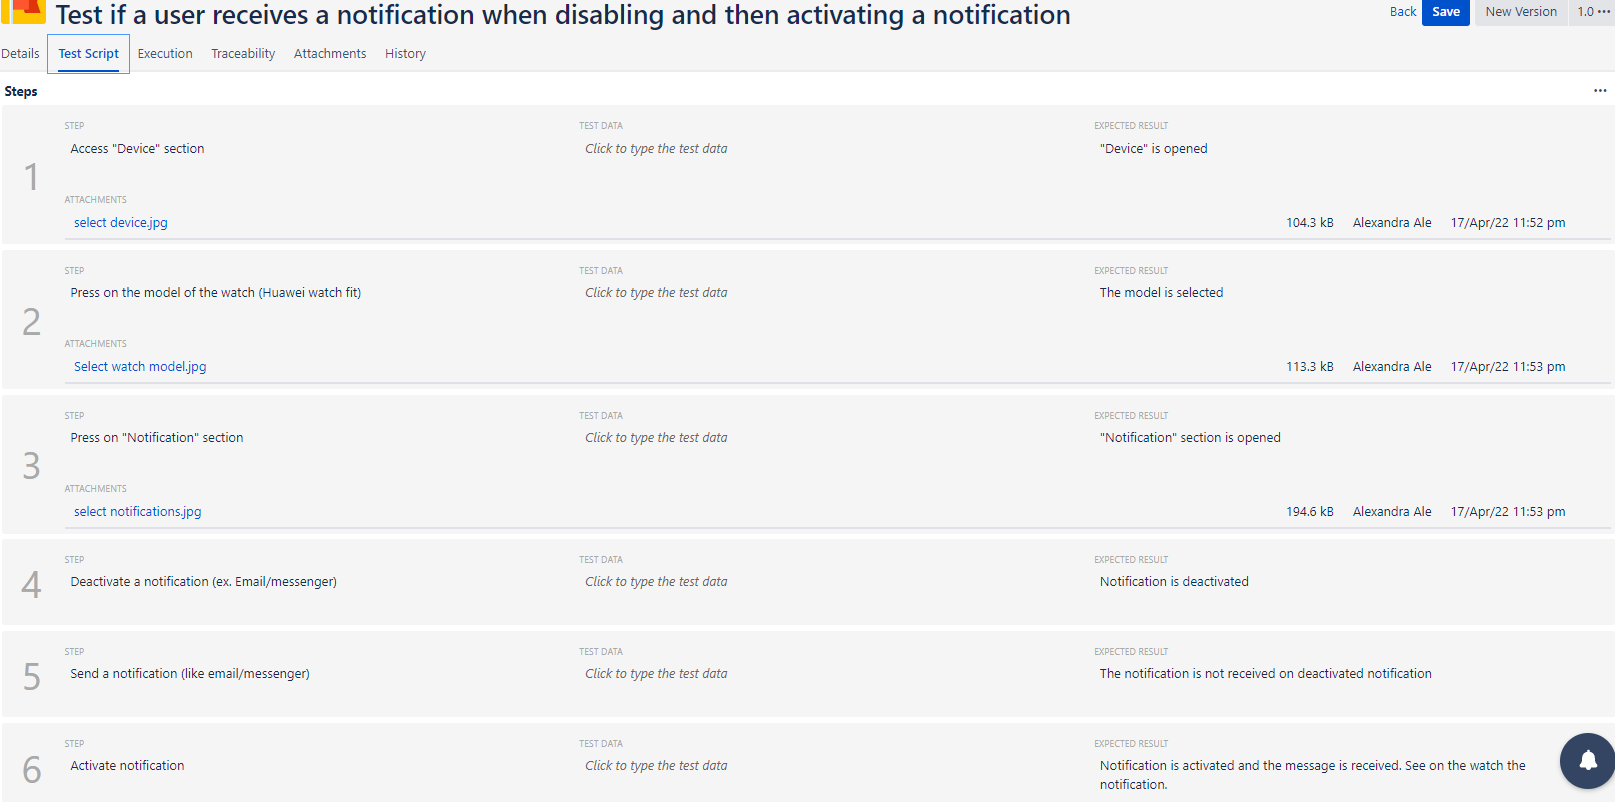 Test if a user receives a notification when disabling and then activating a notification
Back Save New Version 1.0
Details Test Script Execution Traceability Attachments History
Steps
1
STEP TEST DATA EXPECTED RESULT
Access "Device" section Click to type the test data "Device" is opened
ATTACHMENTS
select device.jpg 104.3 kB Alexandra Ale 17/Apr/22 11:52 pm
2
STEP TEST DATA EXPECTED RESULT
Press on the model of the watch (Huawei watch fit) Click to type the test data The model is selected
ATTACHMENTS
Select watch model.jpg 113.3 kB Alexandra Ale 17/Apr/22 11:53 pm
3
STEP TEST DATA EXPECTED RESULT
Press on "Notification" section Click to type the test data "Notification" section is opened
ATTACHMENTS
select notifications.jpg 194.6 kB Alexandra Ale 17/Apr/22 11:53 pm
4
STEP TEST DATA EXPECTED RESULT
Deactivate a notification (ex. Email/messenger) Click to type the test data Notification is deactivated
5
STEP TEST DATA EXPECTED RESULT
Send a notification (like email/messenger) Click to type the test data The notification is not received on deactivated notification
6
STEP TEST DATA EXPECTED RESULT
Activate notification Click to type the test data Notification is activated and the message is received. See on the watch the
notification.